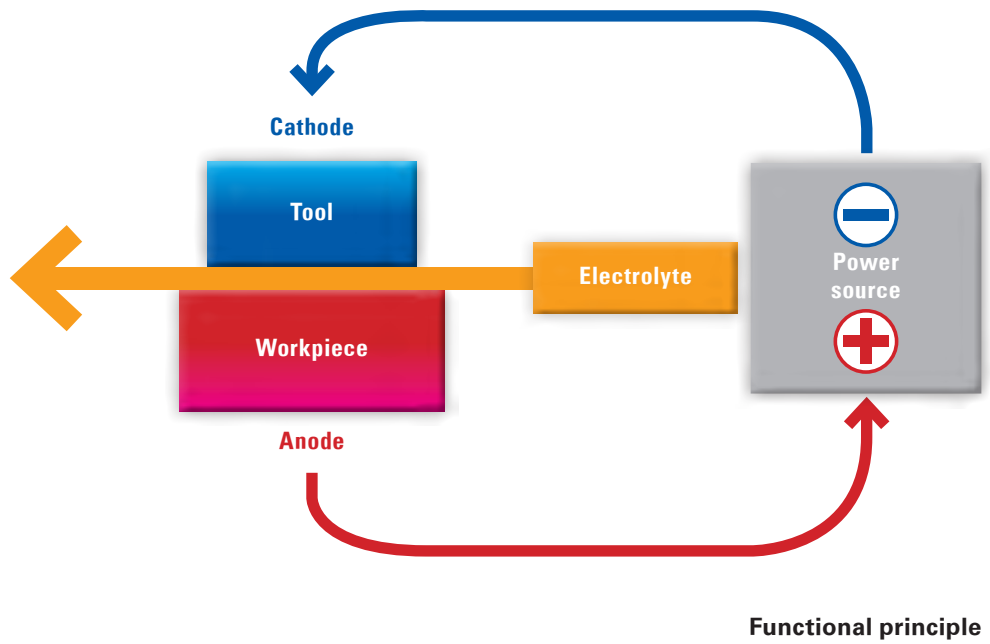 Cathode
Tool
Electrolyte
Power
source
Workpiece
Anode
Functional principle